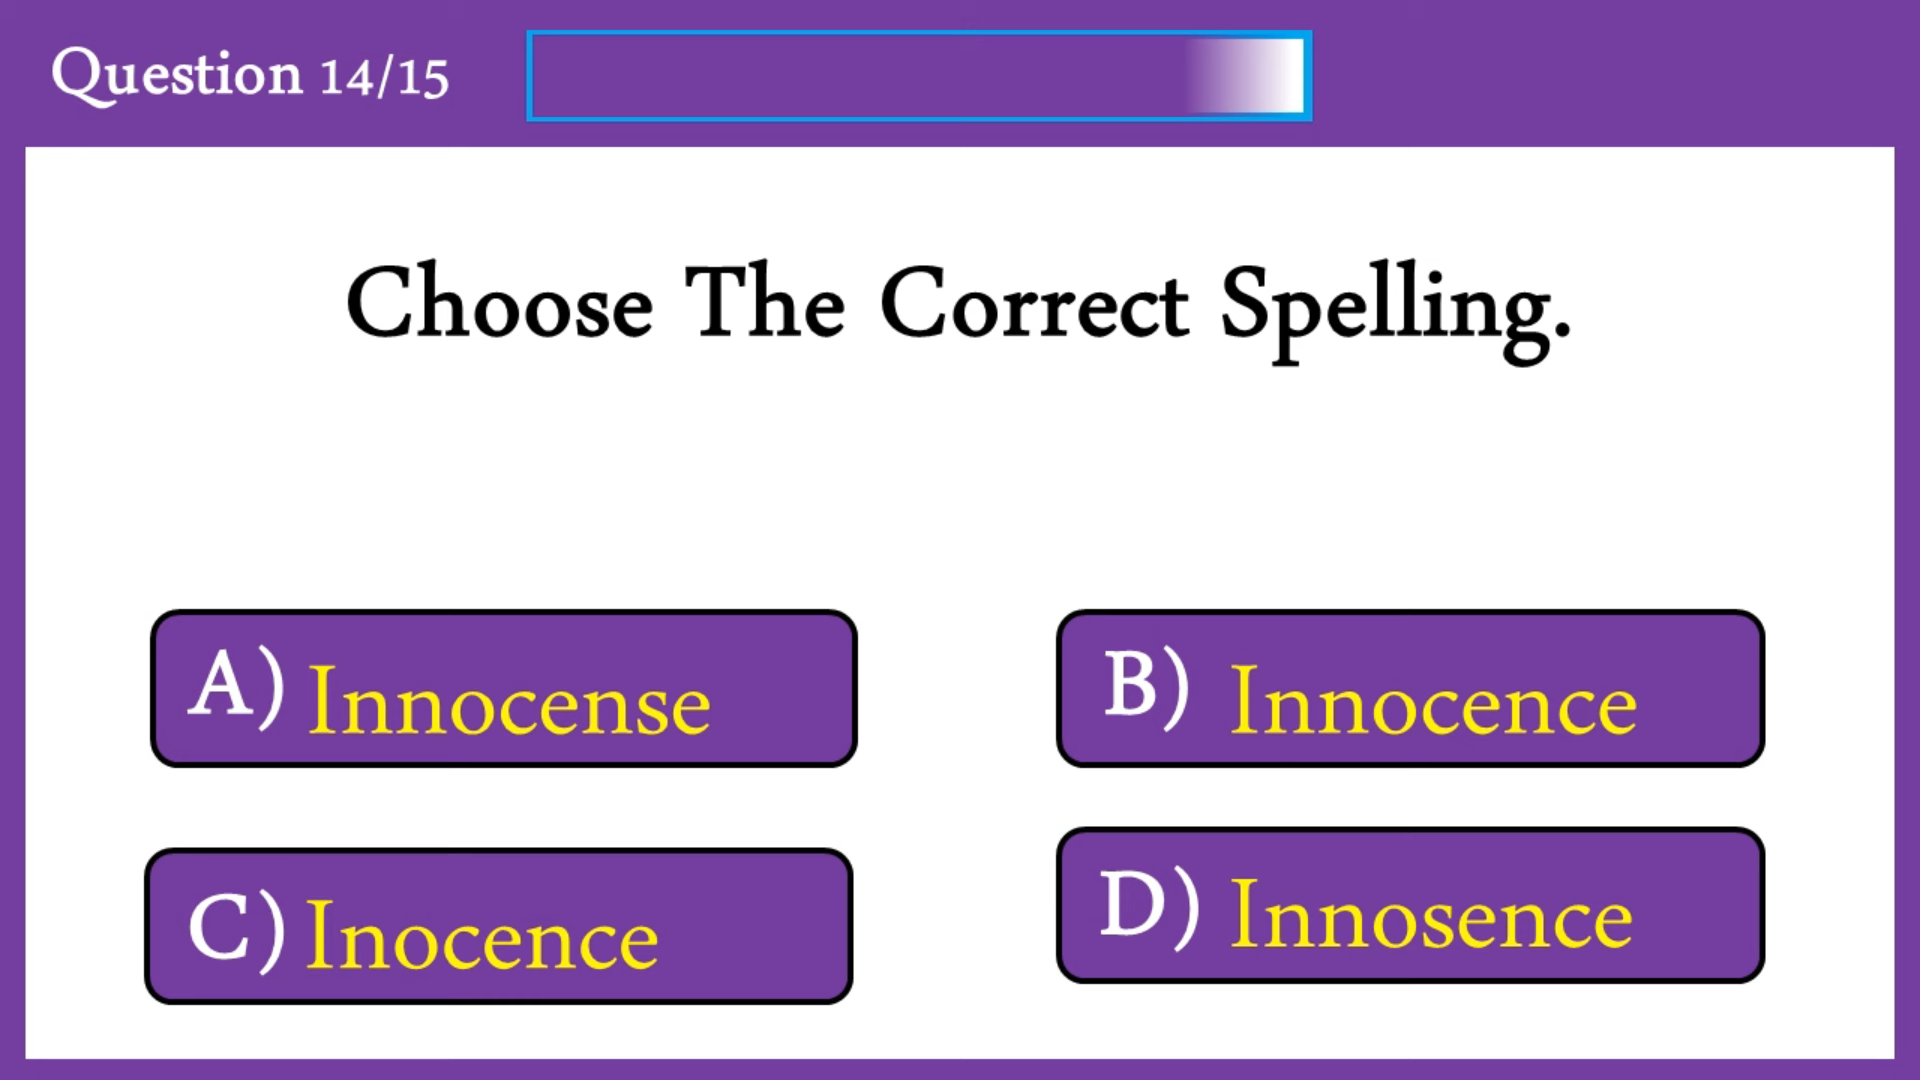 Question 14/15
Choose The Correct Spelling.
A) Innocense
B) Innocence
C) Inocence
D) Innosence